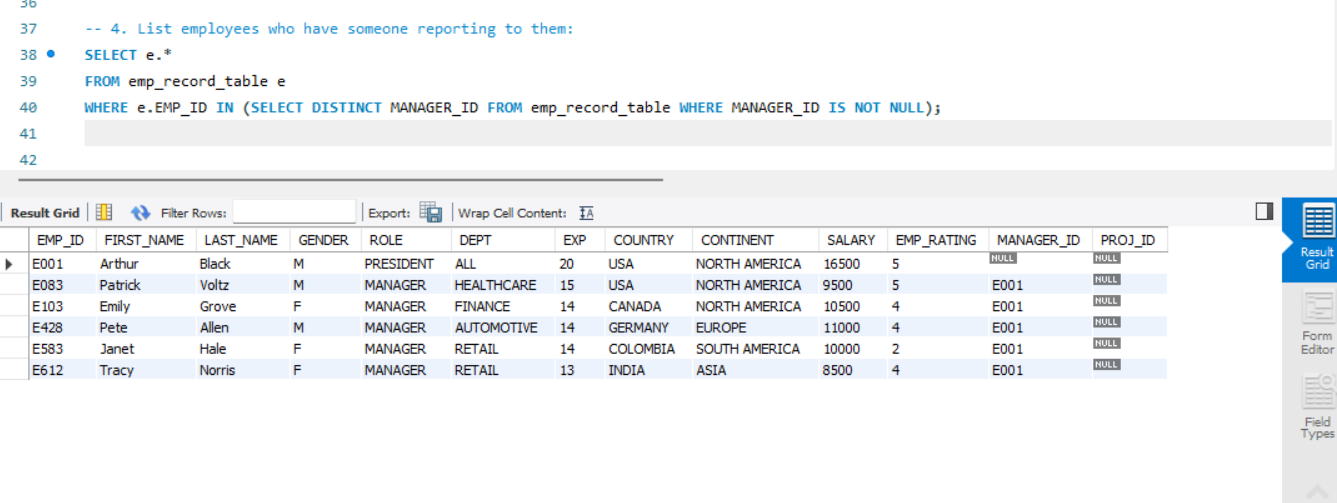 36
37 -- 4. List employees who have someone reporting to them:
38 SELECT e.*
39 FROM emp_record_table e
40 WHERE e.EMP_ID IN (SELECT DISTINCT MANAGER_ID FROM emp_record_table WHERE MANAGER_ID IS NOT NULL);
41
42
Result Grid Filter Rows: Export: Wrap Cell Content: IA
EMP_ID FIRST_NAME LAST_NAME GENDER ROLE DEPT EXP COUNTRY CONTINENT SALARY EMP_RATING MANAGER_ID PROJ_ID
E001 Arthur Black M PRESIDENT ALL 20 USA NORTH AMERICA 16500 5 NULL NULL
E083 Patrick Voltz M MANAGER HEALTHCARE 15 USA NORTH AMERICA 9500 5 E001 NULL
E103 Emily Grove F MANAGER FINANCE 14 CANADA NORTH AMERICA 10500 4 E001 NULL
E428 Pete Allen M MANAGER AUTOMOTIVE 14 GERMANY EUROPE 11000 4 E001 NULL
E583 Janet Hale F MANAGER RETAIL 14 COLOMBIA SOUTH AMERICA 10000 2 E001 NULL
E612 Tracy Norris F MANAGER RETAIL 13 INDIA ASIA 8500 4 E001 NULL
Result
Grid
Form
Editor
Field
Types